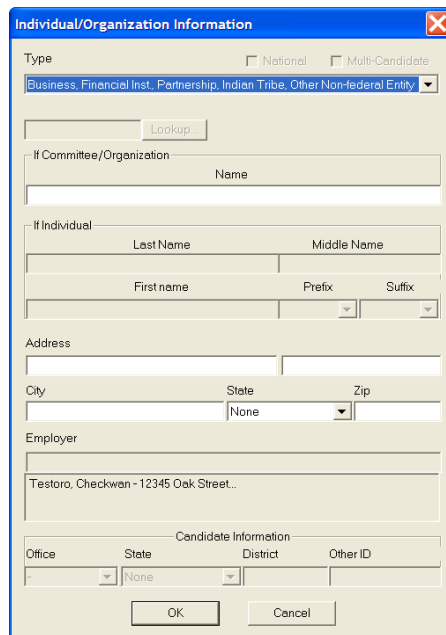 Individual/Organization Information
Type National Multi-Candidate
Business, Financial Inst., Partnership, Indian Tribe, Other Non-federal Entity
Lookup...
If Committee/Organization
Name
If Individual
Last Name Middle Name
First name Prefix Suffix
Address
City State Zip
None
Employer
Testoro, Checkwan - 12345 Oak Street...
Candidate Information
Office State District Other ID
- None
OK Cancel